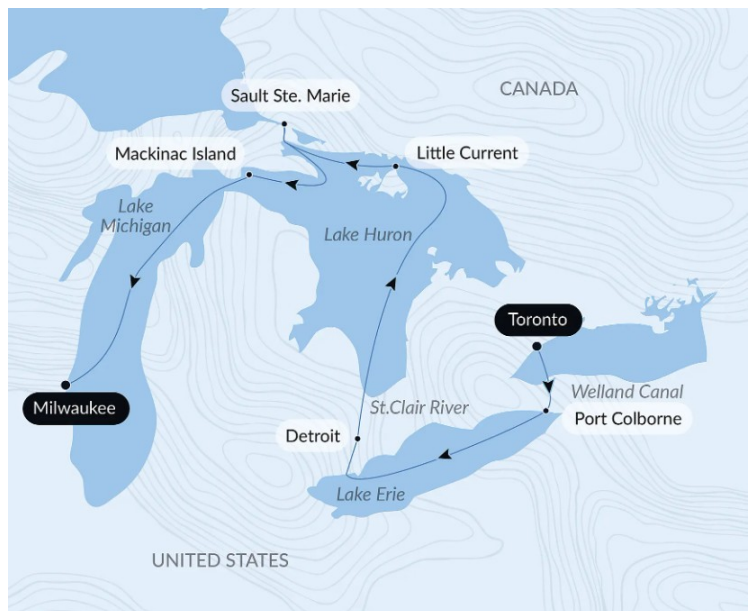 CANADA
Sault Ste. Marie
Mackinac Island
Little Current
Lake
Michigan
Lake Huron
Toronto
Welland Canal
Milwaukee
St.Clair River
Port Colborne
Detroit
Lake Erie
UNITED STATES